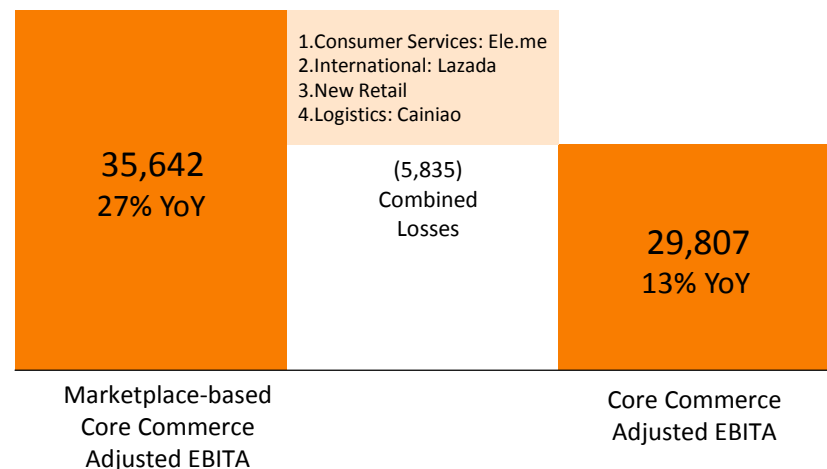 35,642
27% YoY
1.Consumer Services: Ele.me
2.International: Lazada
3.New Retail
4.Logistics: Cainiao
(5,835)
Combined
Losses
29,807
13% YoY
Marketplace-based
Core Commerce
Adjusted EBITA
Core Commerce
Adjusted EBITA